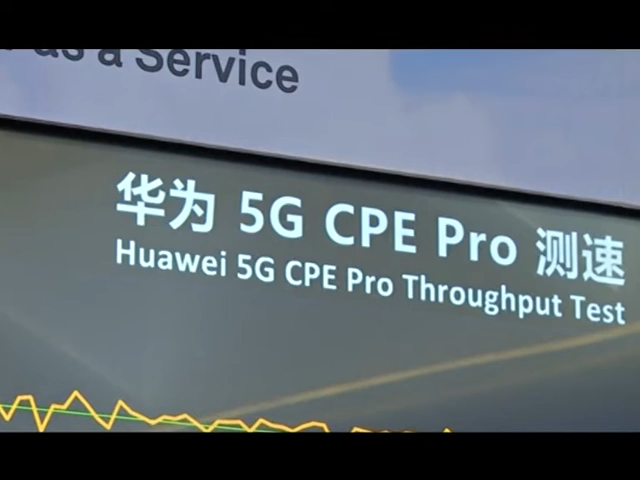 as a Service
华为 5G CPE Pro 测速
Huawei 5G CPE Pro Throughput Test